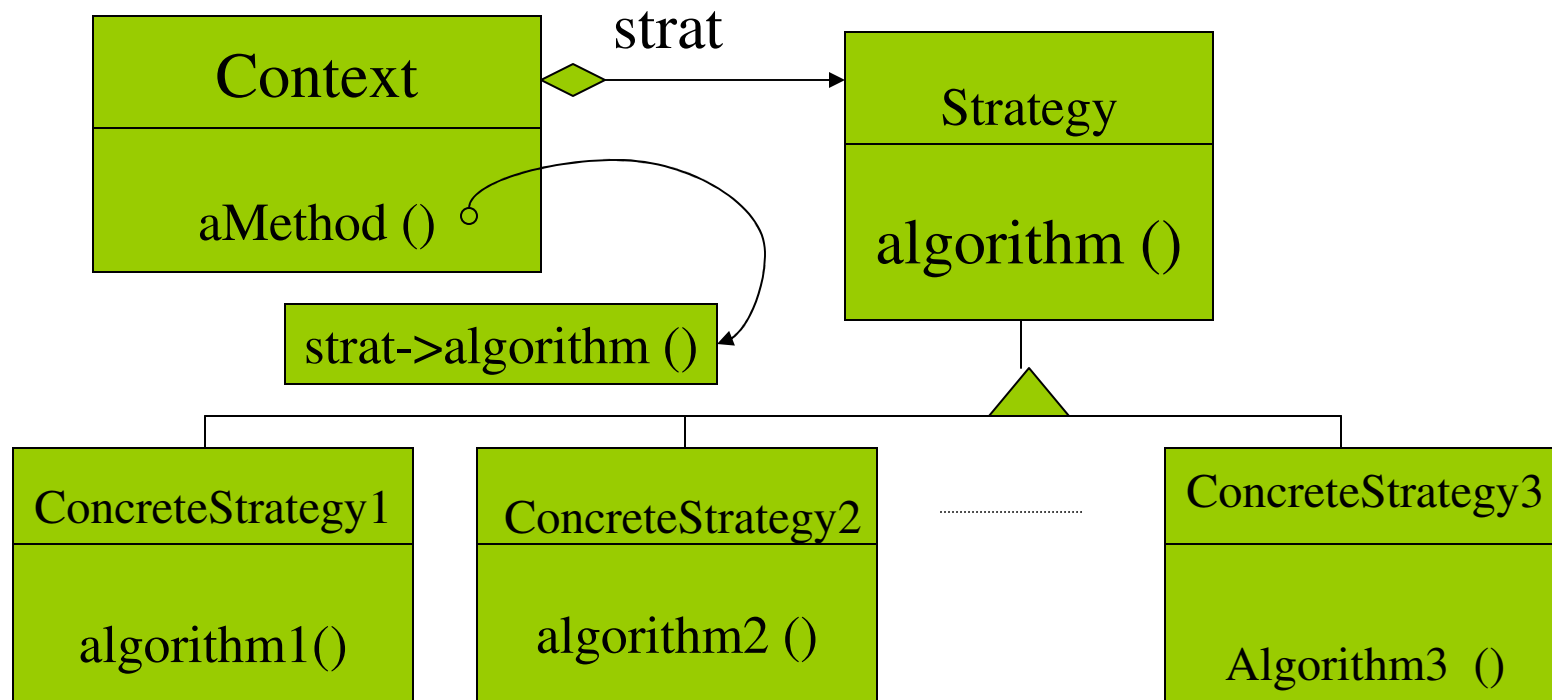 strat
Context
Strategy
aMethod ()
algorithm ()
strat->algorithm ()
ConcreteStrategy1
ConcreteStrategy2
ConcreteStrategy3
algorithm1()
algorithm2 ()
Algorithm3 ()